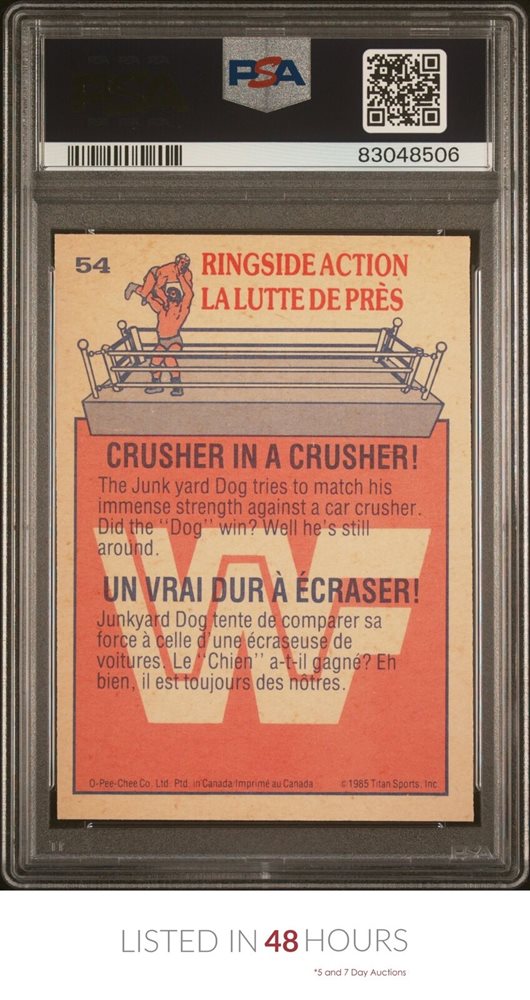 PSA
83048506
54
RINGSIDE ACTION
LA LUTTE DE PRÈS
CRUSHER IN A CRUSHER!
The Junk yard Dog tries to match his
immense strength against a car crusher.
Did the "Dog" win? Well he's still
around.
UN VRAI DUR À ÉCRASER!
Junkyard Dog tente de comparer sa
force à celle d'une écraseuse de
voitures. Le "Chien" a-t-il gagné? Eh
bien, il est toujours des nôtres.
O-Pee-Chee Co. Ltd. Ptd. in Canada/Imprimé au Canada
©1985 Titan Sports, Inc.
PSA
LISTED IN 48 HOURS
*5 and 7 Day Auctions